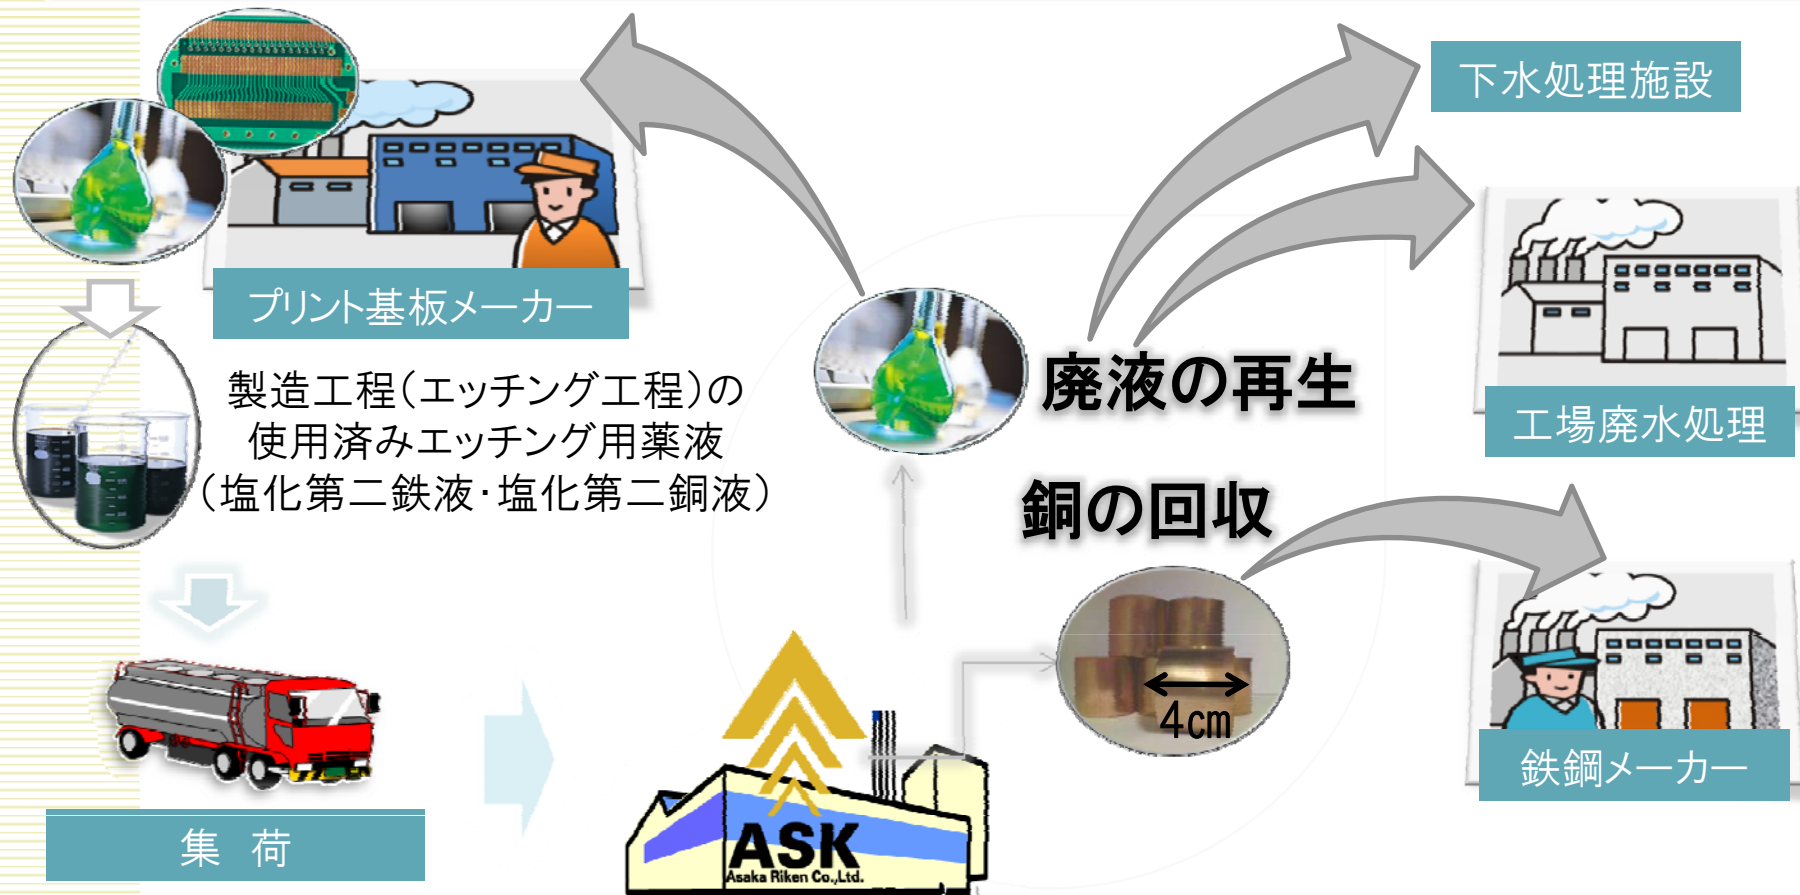 下水処理施設
プリント基板メーカー
製造工程(エッチング工程)の
使用済みエッチング用薬液
(塩化第二鉄液・塩化第二銅液)
廃液の再生
工場廃水処理
銅の回収
4cm
鉄鋼メーカー
集 荷
ASK
Asaka Riken Co.,Ltd.